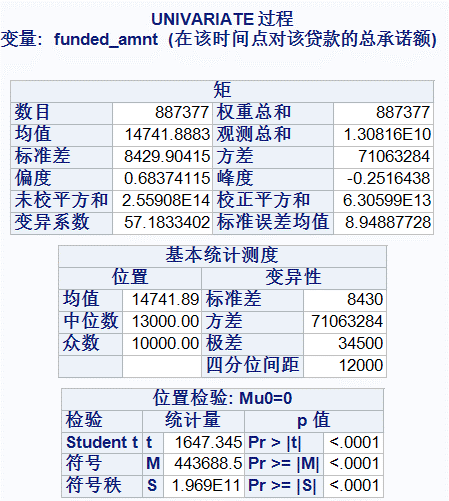 UNIVARIATE 过程
变量: funded_amnt (在该时间点对该贷款的总承诺额)
矩
数目 887377 权重总和 887377
均值 14741.8883 观测总和 1.30816E10
标准差 8429.90415 方差 71063284
偏度 0.68374115 峰度 -0.2516438
未校平方和 2.55908E14 校正平方和 6.30599E13
变异系数 57.1833402 标准误差均值 8.94887728
基本统计测度
位置 变异性
均值 14741.89 标准差 8430
中位数 13000.00 方差 71063284
众数 10000.00 极差 34500
四分位间距 12000
位置检验: Mu0=0
检验 统计量 p 值
Student t t 1647.345 Pr > |t| <.0001
符号 M 443688.5 Pr >= |M| <.0001
符号秩 S 1.969E11 Pr >= |S| <.0001